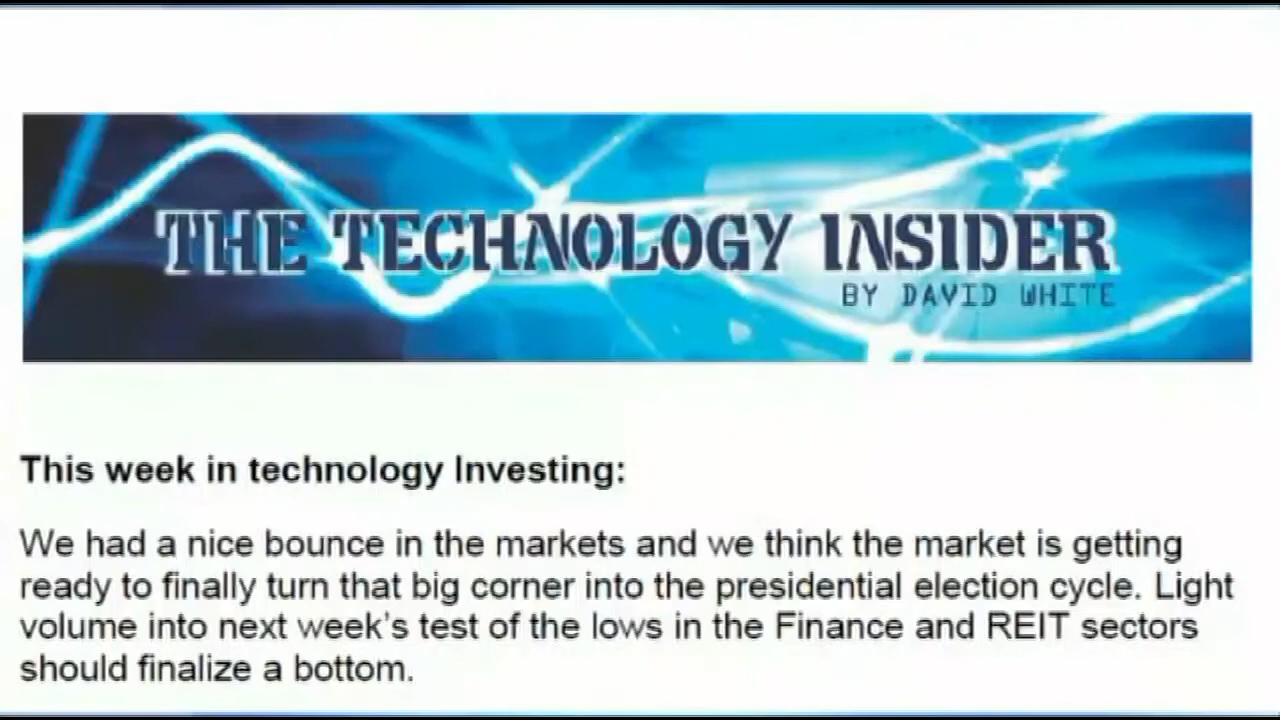 THE TECHNOLOGY INSIDER
BY DAVID WHITE
This week in technology Investing:
We had a nice bounce in the markets and we think the market is getting
ready to finally turn that big corner into the presidential election cycle. Light
volume into next week's test of the lows in the Finance and REIT sectors
should finalize a bottom.